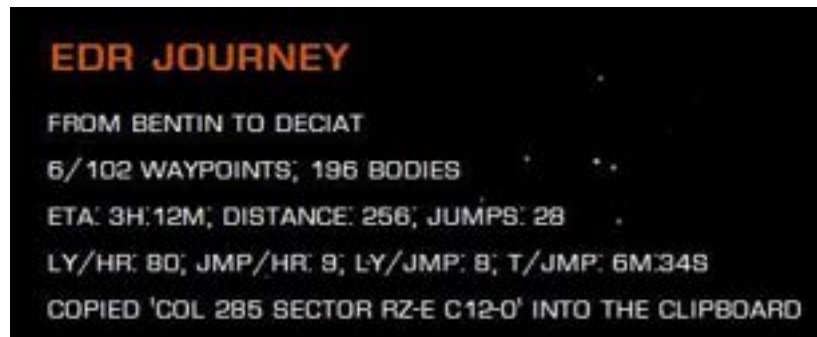 EDR JOURNEY
FROM BENTIN TO DECIAT
6/102 WAYPOINTS; 196 BODIES
ETA: 3H:12M; DISTANCE: 256; JUMPS: 28
LY/HR: 80; JMP/HR: 9; LY/JMP: 8; T/JMP: 6M:34S
COPIED 'COL 285 SECTOR RZ-E C12-0' INTO THE CLIPBOARD